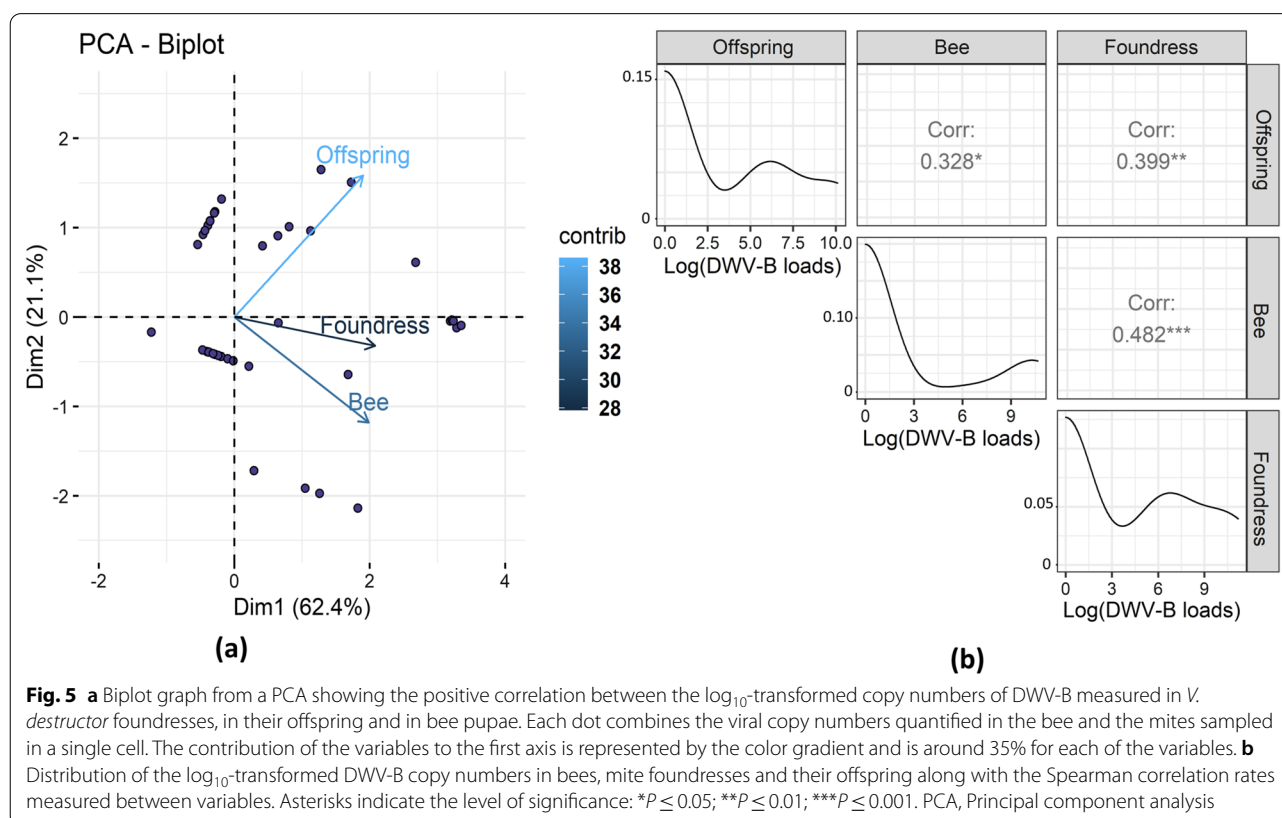 PCA - Biplot
Offspring
Foundress
Bee
2
1
0
-1
-2
Dim2 (21.1%)
-2
0
2
4
Dim1 (62.4%)
contrib
38
36
34
32
30
28
(a)
Offspring
Bee
Foundress
0.15
0
Corr:
0.328*
Corr:
0.399**
Offspring
0.0 2.5 5.0 7.5 10.0
Log(DWV-B loads)
0.10
0
Corr:
0.482***
Bee
0 3 6 9
Log(DWV-B loads)
0.05
0
Foundress
0 3 6 9
Log(DWV-B loads)
(b)
Fig. 5 a Biplot graph from a PCA showing the positive correlation between the log10-transformed copy numbers of DWV-B measured in V.
destructor foundresses, in their offspring and in bee pupae. Each dot combines the viral copy numbers quantified in the bee and the mites sampled
in a single cell. The contribution of the variables to the first axis is represented by the color gradient and is around 35% for each of the variables. b
Distribution of the log10-transformed DWV-B copy numbers in bees, mite foundresses and their offspring along with the Spearman correlation rates
measured between variables. Asterisks indicate the level of significance: *P ≤ 0.05; **P ≤ 0.01; ***P ≤ 0.001. PCA, Principal component analysis